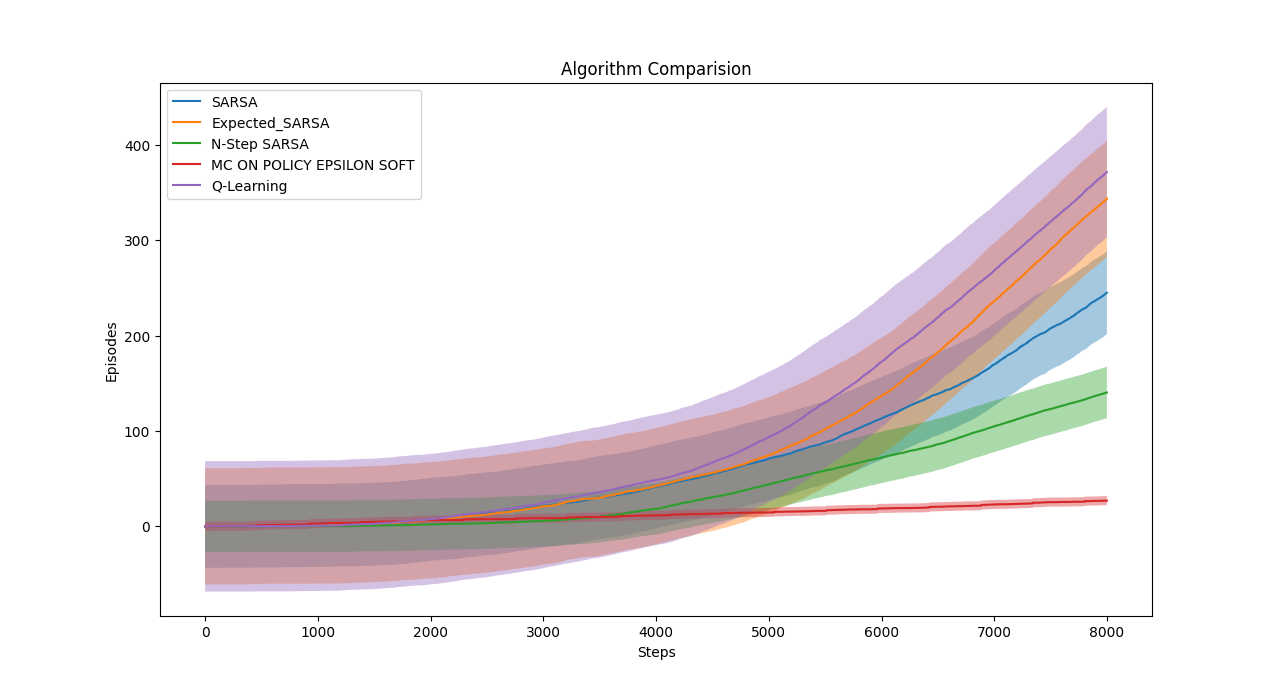 Algorithm Comparision
SARSA
Expected_SARSA
N-Step SARSA
MC ON POLICY EPSILON SOFT
Q-Learning
400
300
200
100
0
Episodes
0 1000 2000 3000 4000 5000 6000 7000 8000
Steps